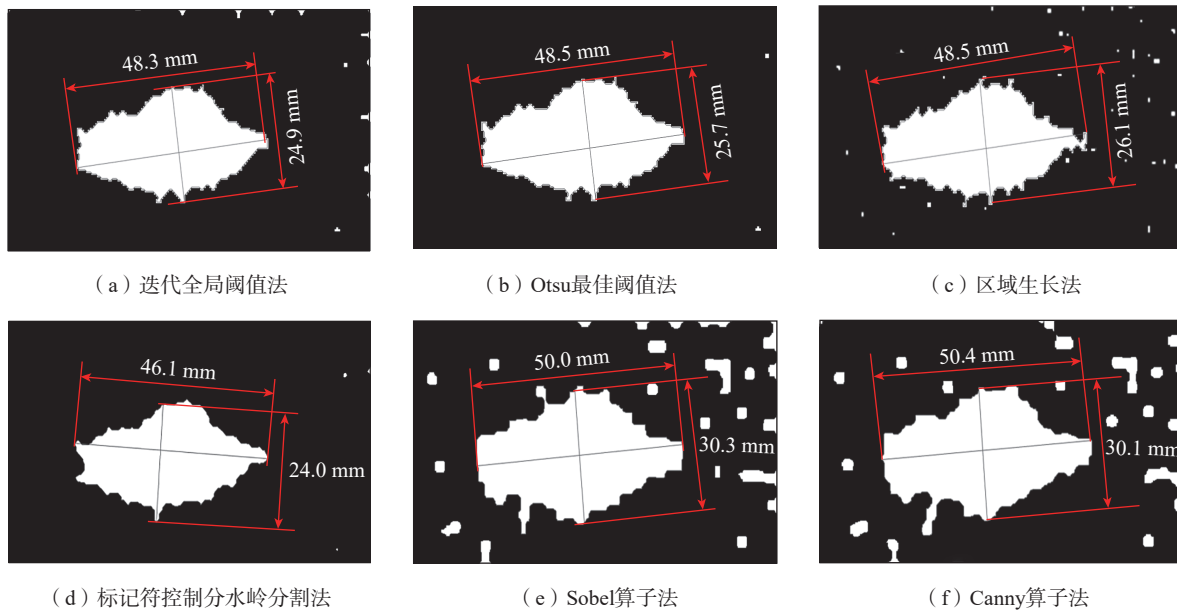 48.3 mm
24.9 mm
48.5 mm
25.7 mm
48.5 mm
26.1 mm
（a）迭代全局阈值法
（b）Otsu最佳阈值法
（c）区域生长法
46.1 mm
24.0 mm
50.0 mm
30.3 mm
50.4 mm
30.1 mm
（d）标记符控制分水岭分割法
（e）Sobel算子法
（f）Canny算子法